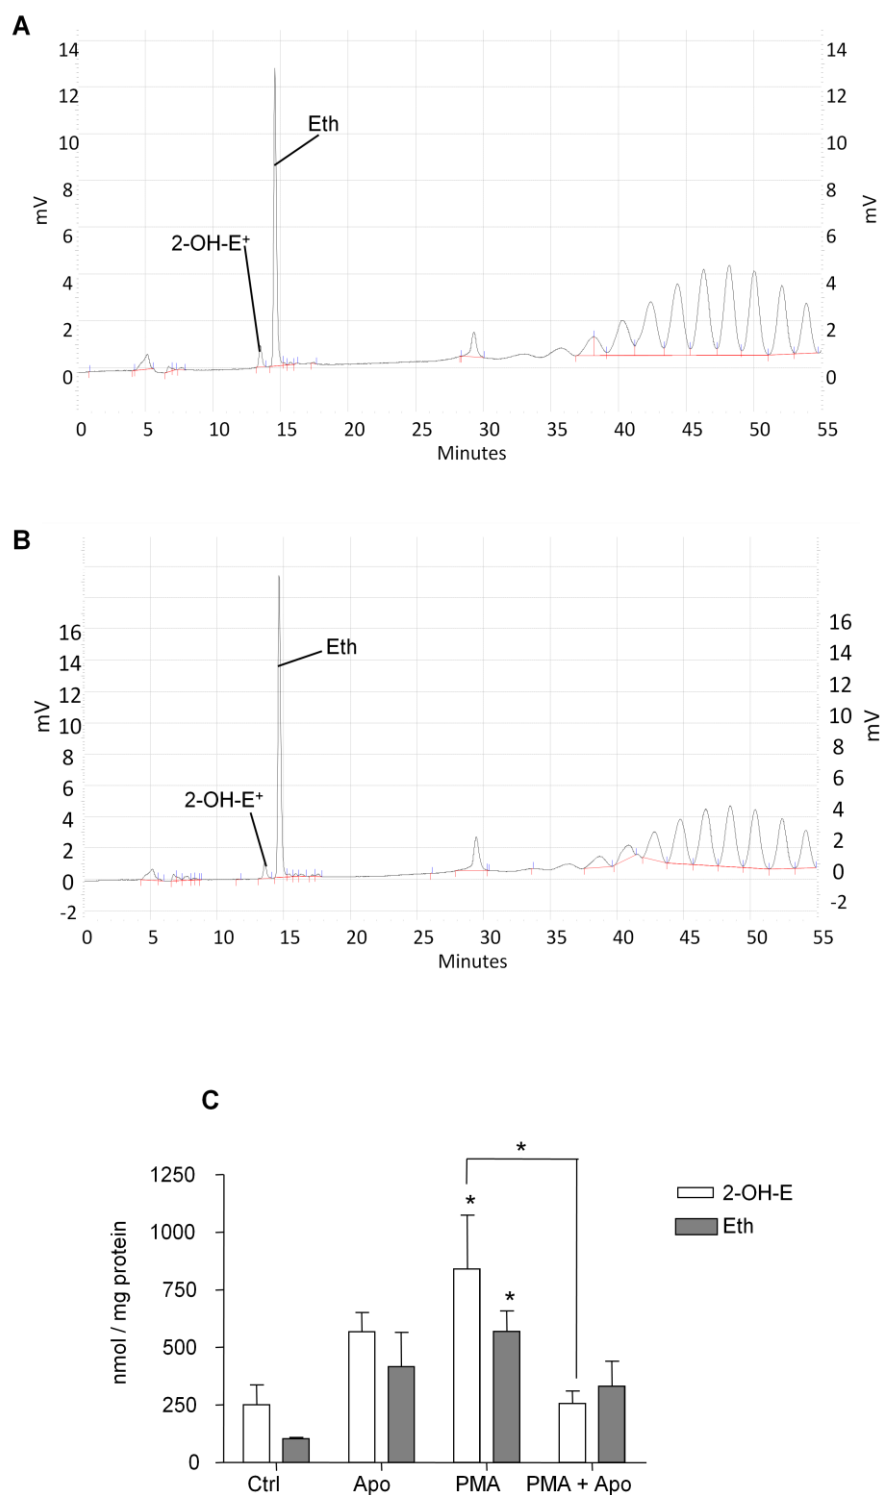 A
14
12
10
8
6
4
2
0
mV
Eth
2-OH-E⁺
14
12
10
8
6
4
2
0
mV
0 5 10 15 20 25 30 35 40 45 50 55
Minutes
B
16
14
12
10
8
6
4
2
0
-2
mV
Eth
2-OH-E⁺
16
14
12
10
8
6
4
2
0
-2
mV
0 5 10 15 20 25 30 35 40 45 50 55
Minutes
C
1250
1000
750
500
250
0
nmol / mg protein
*
*
*
2-OH-E
Eth
Ctrl Apo PMA PMA + Apo